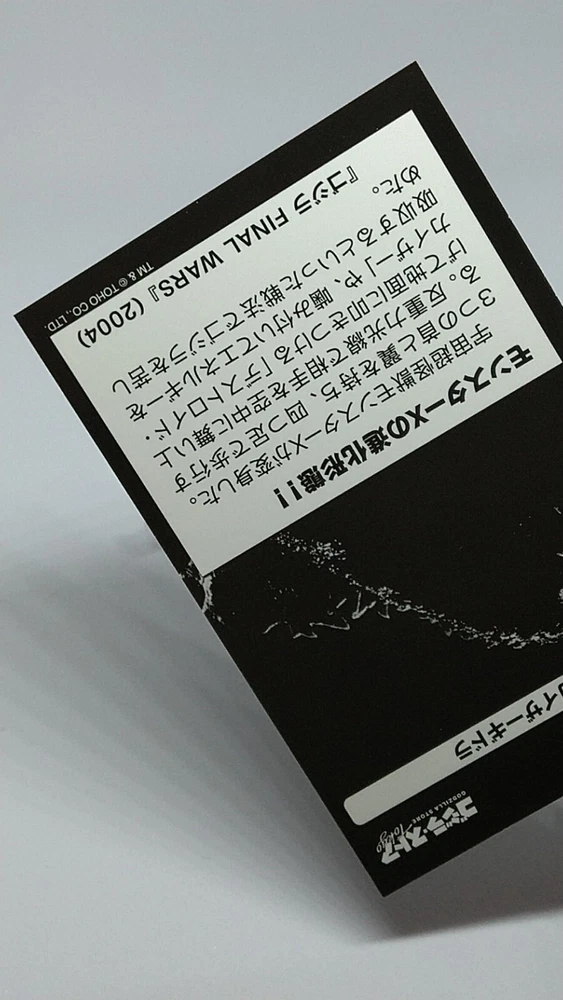 ゴジラ・ストア
Tokyo
GODZILLA STORE
カイザーギドラ
モンスターXの進化形態!!
宇宙超怪獣モンスターXが変身した。
3つの首と翼を持ち、四つ足で歩行す
る。反重力光線で相手を空中に舞い上
げて地面に叩きつける「デストロイド・
カイザー」や、噛み付いてエネルギーを
吸収するといった戦法でゴジラを苦し
めた。
『ゴジラ FINAL WARS』(2004)
TM & © TOHO CO., LTD.